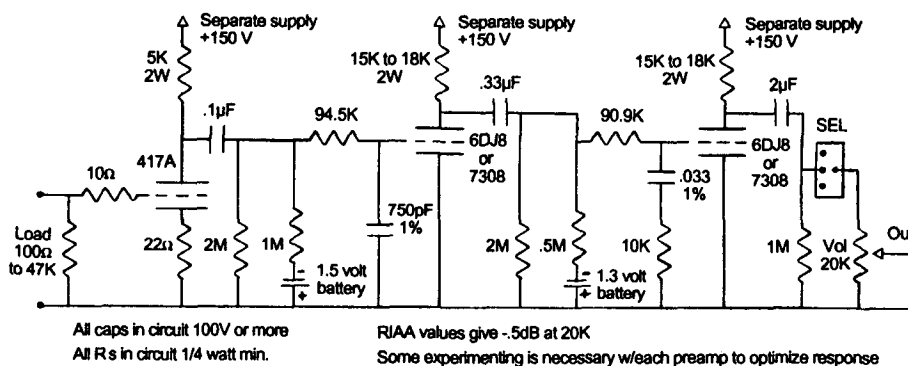 Separate supply
+150 V
Separate supply
+150 V
Separate supply
+150 V
5K
2W
15K to 18K
2W
15K to 18K
2W
.1µF
94.5K
.33µF
90.9K
2µF
SEL
417A
10Ω
6DJ8
or
7308
6DJ8
or
7308
.033
1%
750pF
1%
Load
100Ω
to 47K
22Ω
2M
1M
2M
.5M
10K
1M
Vol
20K
Ou
-
1.5 volt
battery
+
-
1.3 volt
battery
+
All caps in circuit 100V or more
All R s in circuit 1/4 watt min.
RIAA values give -.5dB at 20K
Some experimenting is necessary w/each preamp to optimize response